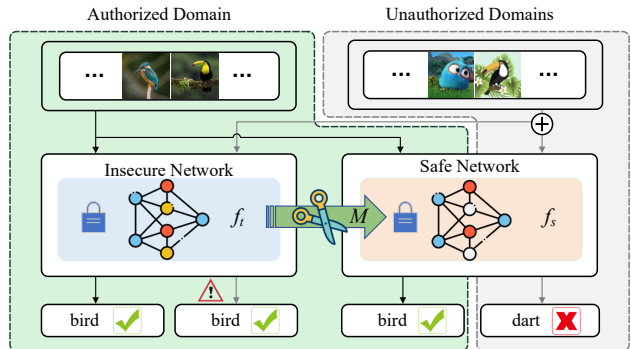 Authorized Domain
Unauthorized Domains
... ...
... ...
Insecure Network
Safe Network
f_t
M
f_s
bird
bird
bird
dart